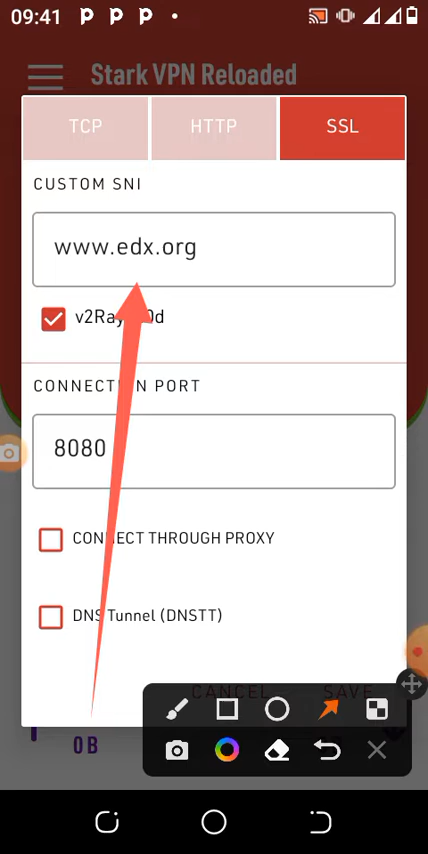 09:41
Stark VPN Reloaded
TCP HTTP SSL
CUSTOM SNI
www.edx.org
CONNECTION PORT
8080
CONNECT THROUGH PROXY
DNS Tunnel (DNSTT)
CANCEL SAVE
0 B